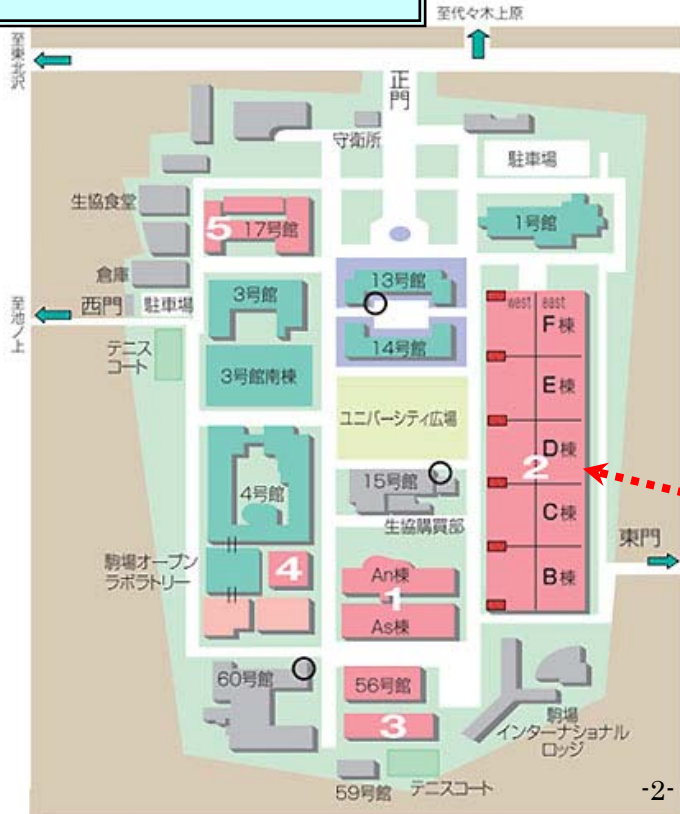 至代々木上原
至東北沢
正門
守衛所
駐車場
生協食堂
5 17号館
1号館
倉庫
13号館
至池ノ上
西門
駐車場
3号館
west east
F棟
テニス
コート
14号館
3号館南棟
E棟
ユニバーシティ広場
D棟
2
15号館
4号館
C棟
生協購買部
東門
駒場オープン
ラボラトリー
4
An棟
B棟
1
As棟
60号館
56号館
3
駒場
インターナショナル
ロッジ
59号館
テニスコート
-2-